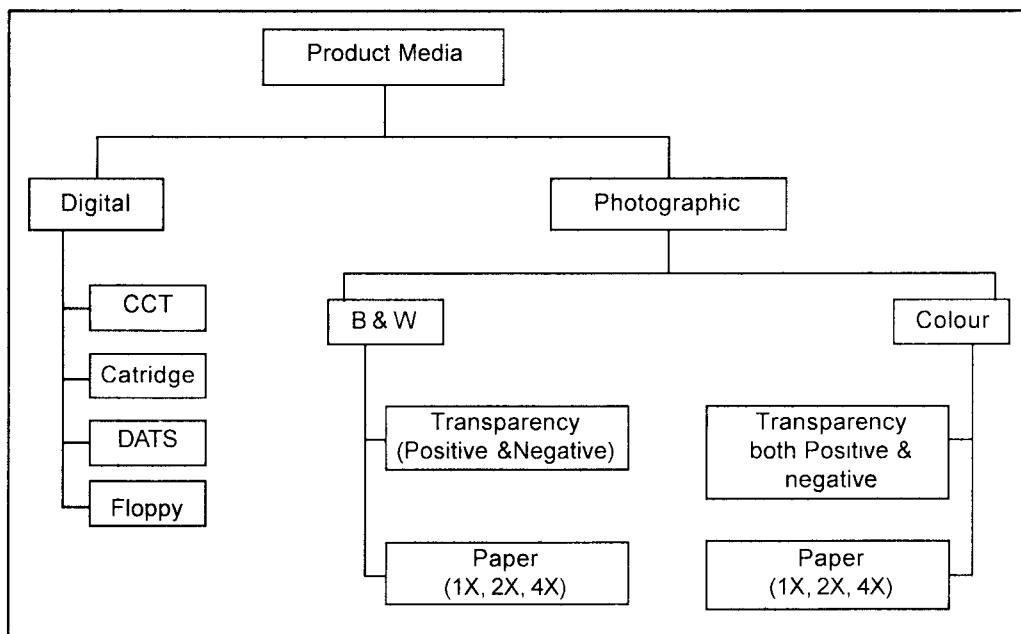 Product Media
Digital
Photographic
CCT
Catridge
DATS
Floppy
B & W
Colour
Transparency
(Positive &Negative)
Paper
(1X, 2X, 4X)
Transparency
both Positive &
negative
Paper
(1X, 2X, 4X)